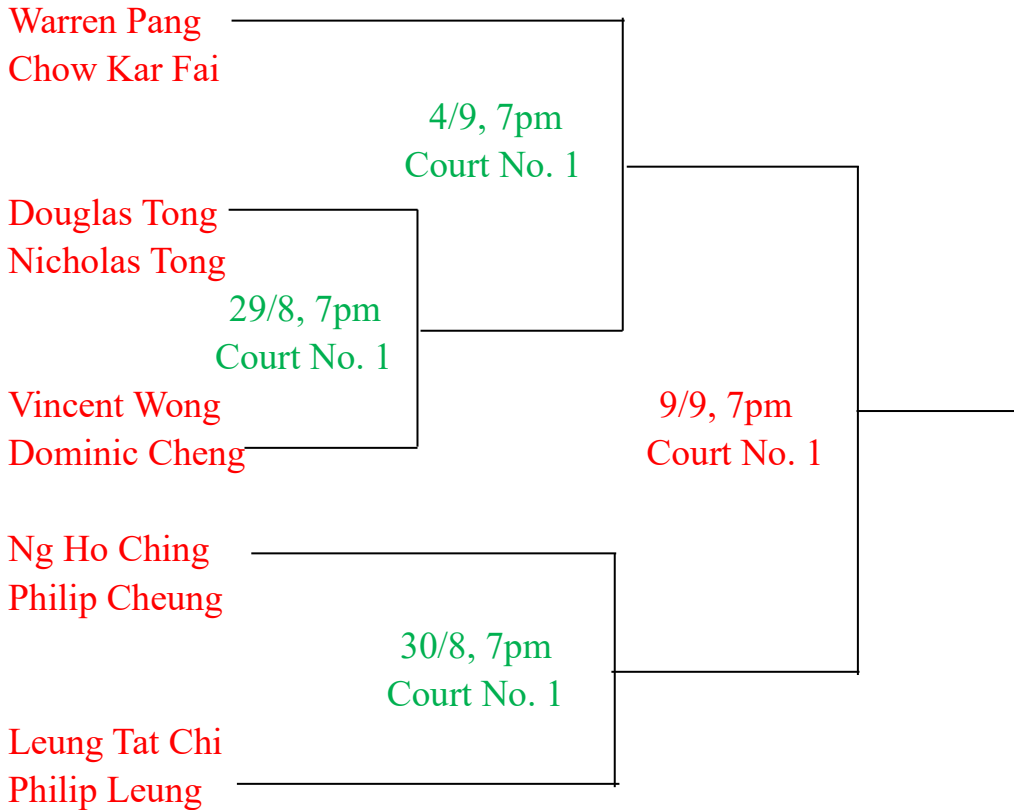 Warren Pang
Chow Kar Fai
4/9, 7pm
Court No. 1
Douglas Tong
Nicholas Tong
29/8, 7pm
Court No. 1
Vincent Wong
Dominic Cheng
9/9, 7pm
Court No. 1
Ng Ho Ching
Philip Cheung
30/8, 7pm
Court No. 1
Leung Tat Chi
Philip Leung